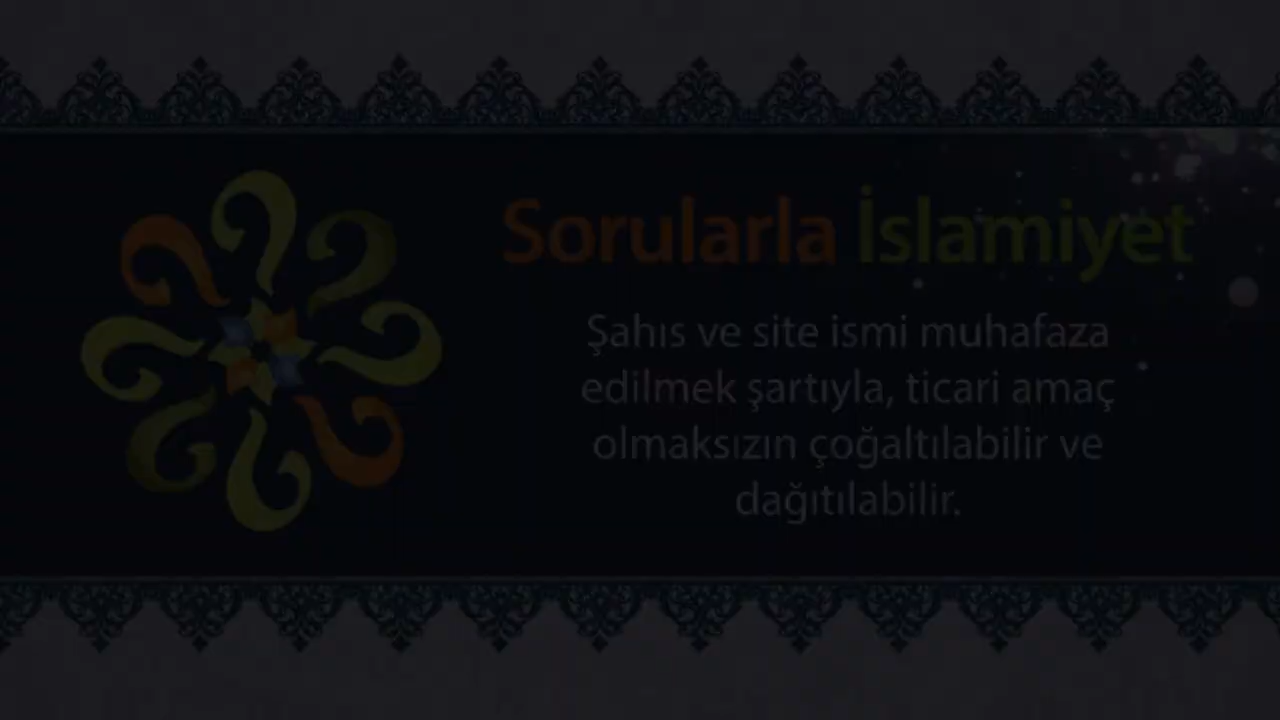 Sorularla İslamiyet
Şahıs ve site ismi muhafaza
edilmek şartıyla, ticari amaç
olmaksızın çoğaltılabilir ve
dağıtılabilir.